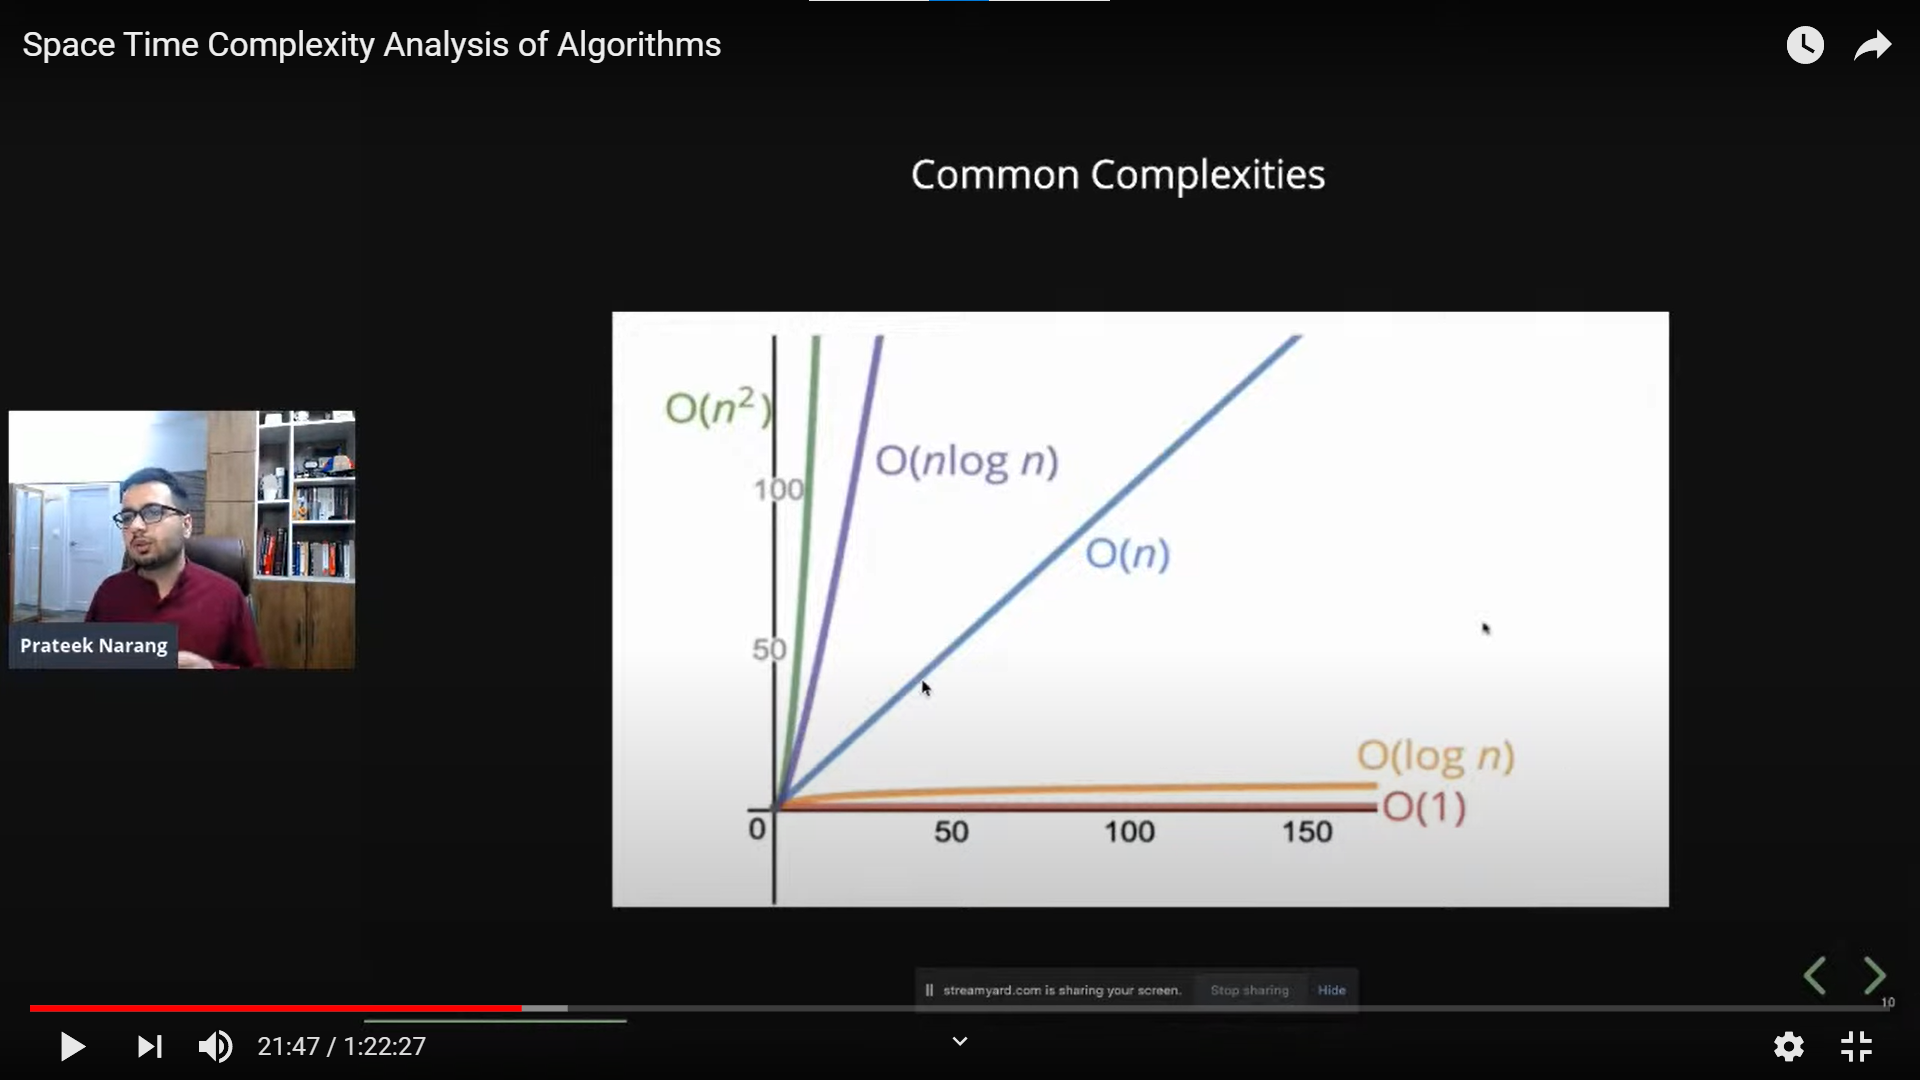 Space Time Complexity Analysis of Algorithms
Common Complexities
O(n²)
O(nlog n)
100
O(n)
50
Prateek Narang
O(log n)
O(1)
0 50 100 150
streamyard.com is sharing your screen. Stop sharing Hide
10
21:47 / 1:22:27